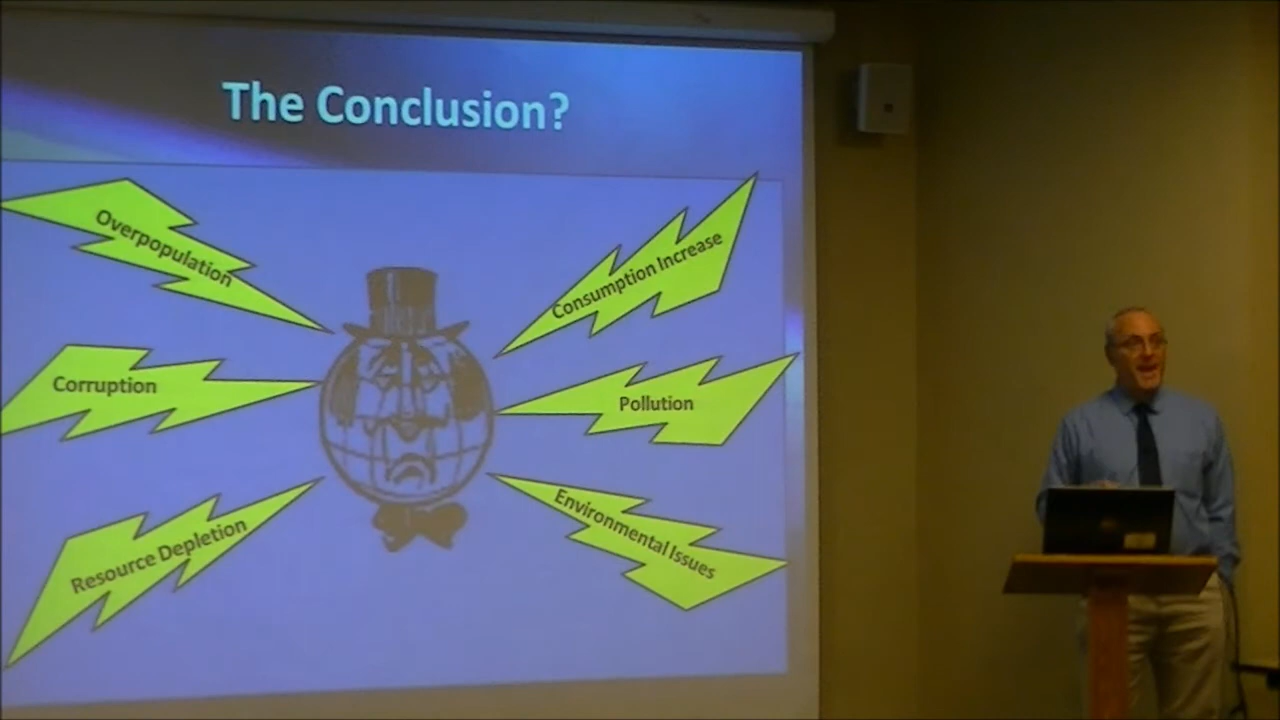 The Conclusion?
Overpopulation
Consumption Increase
Corruption
Pollution
Resource Depletion
Environmental Issues